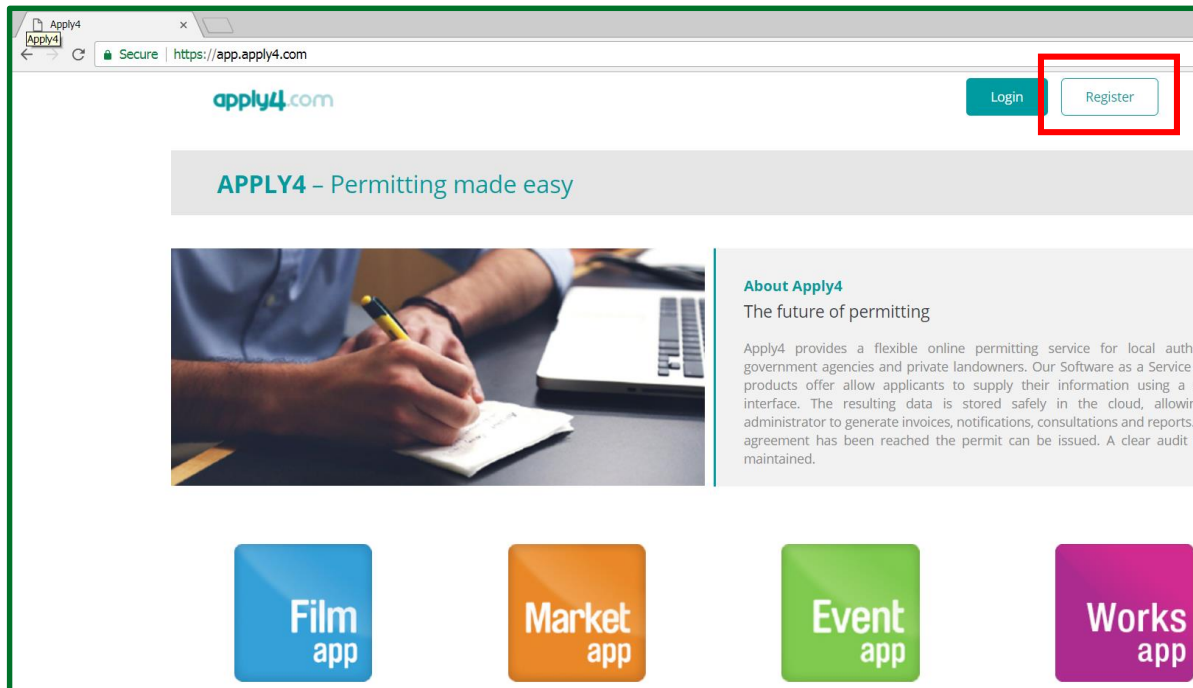 Apply4
Apply4
Secure https://app.apply4.com
apply4.com
Login Register
APPLY4 – Permitting made easy
About Apply4
The future of permitting
Apply4 provides a flexible online permitting service for local auth
government agencies and private landowners. Our Software as a Service
products offer allow applicants to supply their information using a
interface. The resulting data is stored safely in the cloud, allowin
administrator to generate invoices, notifications, consultations and reports.
agreement has been reached the permit can be issued. A clear audit
maintained.
Film
app
Market
app
Event
app
Works
app